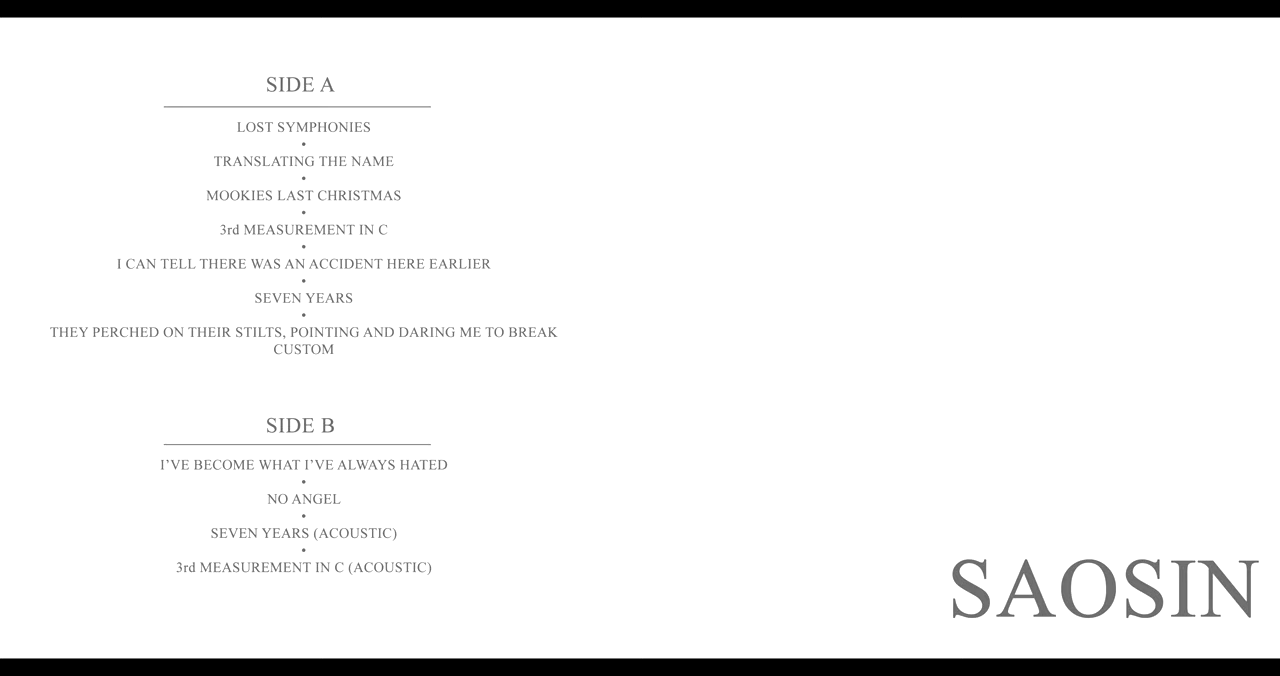 SIDE A
LOST SYMPHONIES
•
TRANSLATING THE NAME
•
MOOKIES LAST CHRISTMAS
•
3rd MEASUREMENT IN C
•
I CAN TELL THERE WAS AN ACCIDENT HERE EARLIER
•
SEVEN YEARS
•
THEY PERCHED ON THEIR STILTS, POINTING AND DARING ME TO BREAK
CUSTOM
SIDE B
I’VE BECOME WHAT I’VE ALWAYS HATED
•
NO ANGEL
•
SEVEN YEARS (ACOUSTIC)
•
3rd MEASUREMENT IN C (ACOUSTIC)
SAOSIN